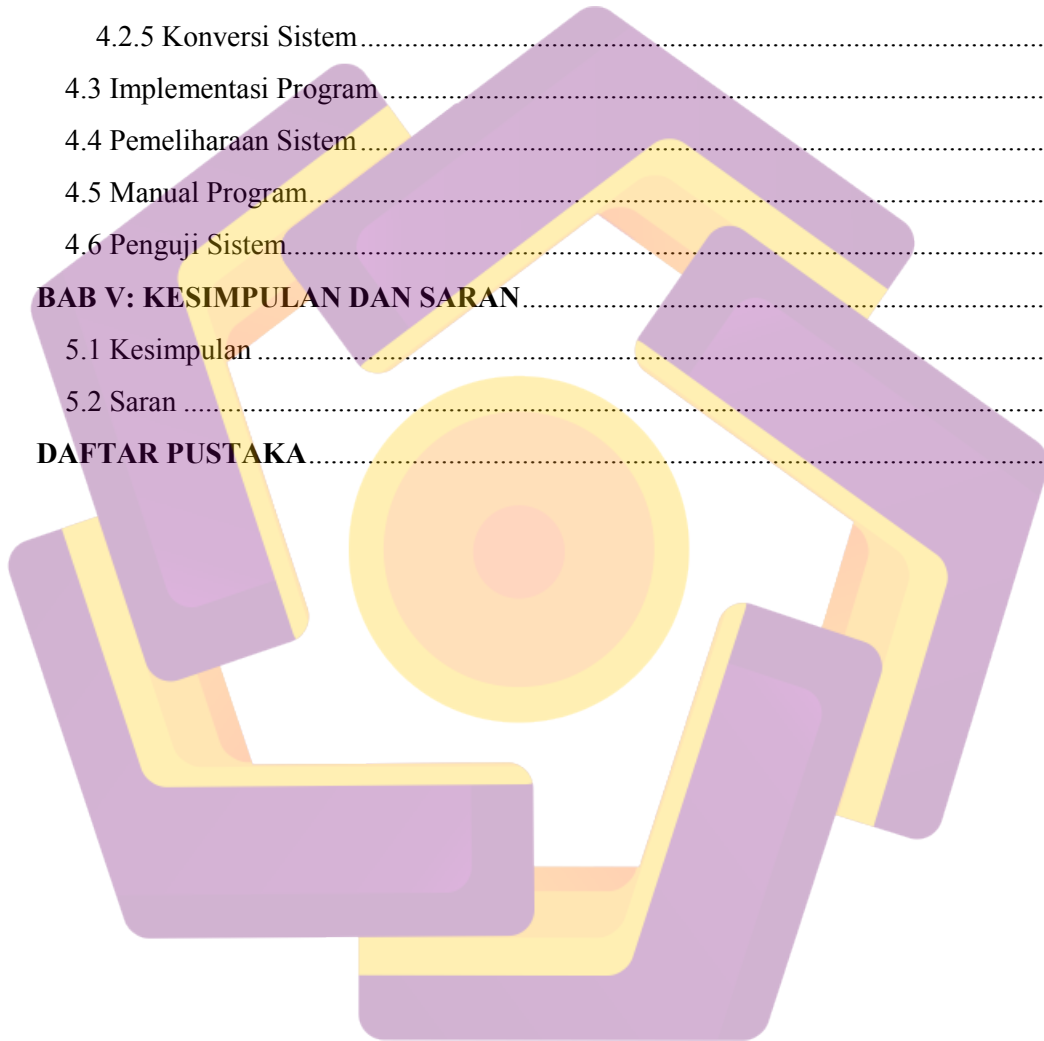 4.2.5 Konversi Sistem........................................................................................................
4.3 Implementasi Program....................................................................................................
4.4 Pemeliharaan Sistem........................................................................................................
4.5 Manual Program................................................................................................................
4.6 Penguji Sistem...................................................................................................................
BAB V: KESIMPULAN DAN SARAN................................................................................
5.1 Kesimpulan ........................................................................................................................
5.2 Saran ...................................................................................................................................
DAFTAR PUSTAKA................................................................................................................